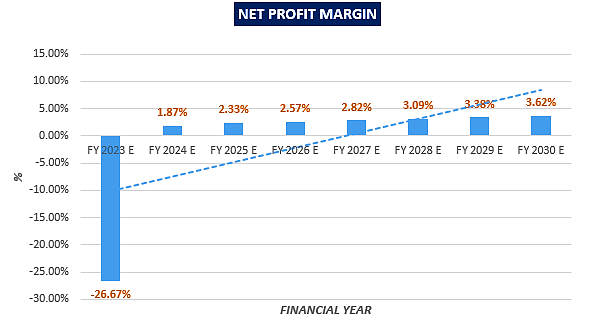 NET PROFIT MARGIN
15.00%
10.00%
5.00%
0.00%
-5.00%
-10.00%
-15.00%
-20.00%
-25.00%
-30.00%
%
-26.67%
1.87%
2.33%
2.57%
2.82%
3.09%
3.38%
3.62%
FY 2023 E
FY 2024 E
FY 2025 E
FY 2026 E
FY 2027 E
FY 2028 E
FY 2029 E
FY 2030 E
FINANCIAL YEAR